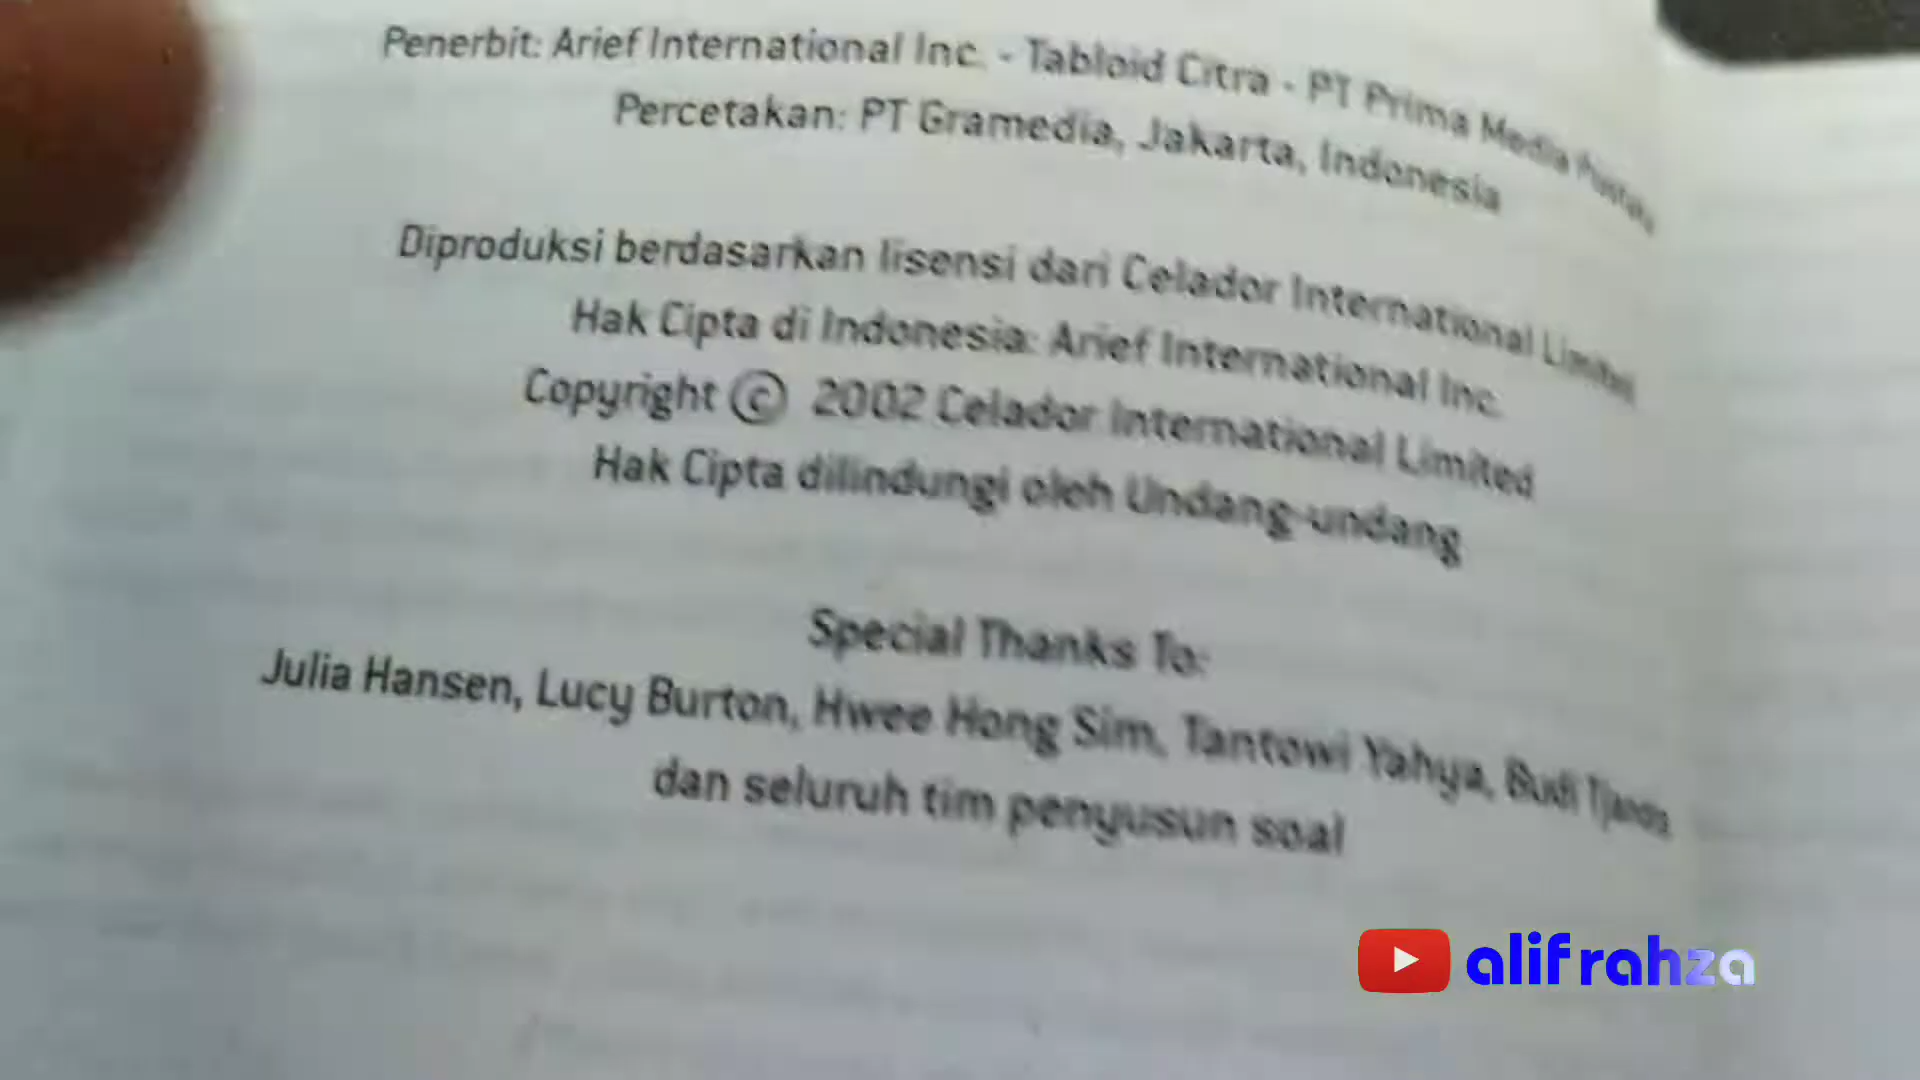 Penerbit: Arief International Inc. - Tabloid Citra - PT Prima Media Pustaka
Percetakan: PT Gramedia, Jakarta, Indonesia
Diproduksi berdasarkan lisensi dari Celador International Limited
Hak Cipta di Indonesia: Arief International Inc.
Copyright © 2002 Celador International Limited
Hak Cipta dilindungi oleh Undang-undang
Special Thanks To:
Julia Hansen, Lucy Burton, Hwee Hong Sim, Tantowi Yahya, Budi
dan seluruh tim penyusun soal
alifrahza